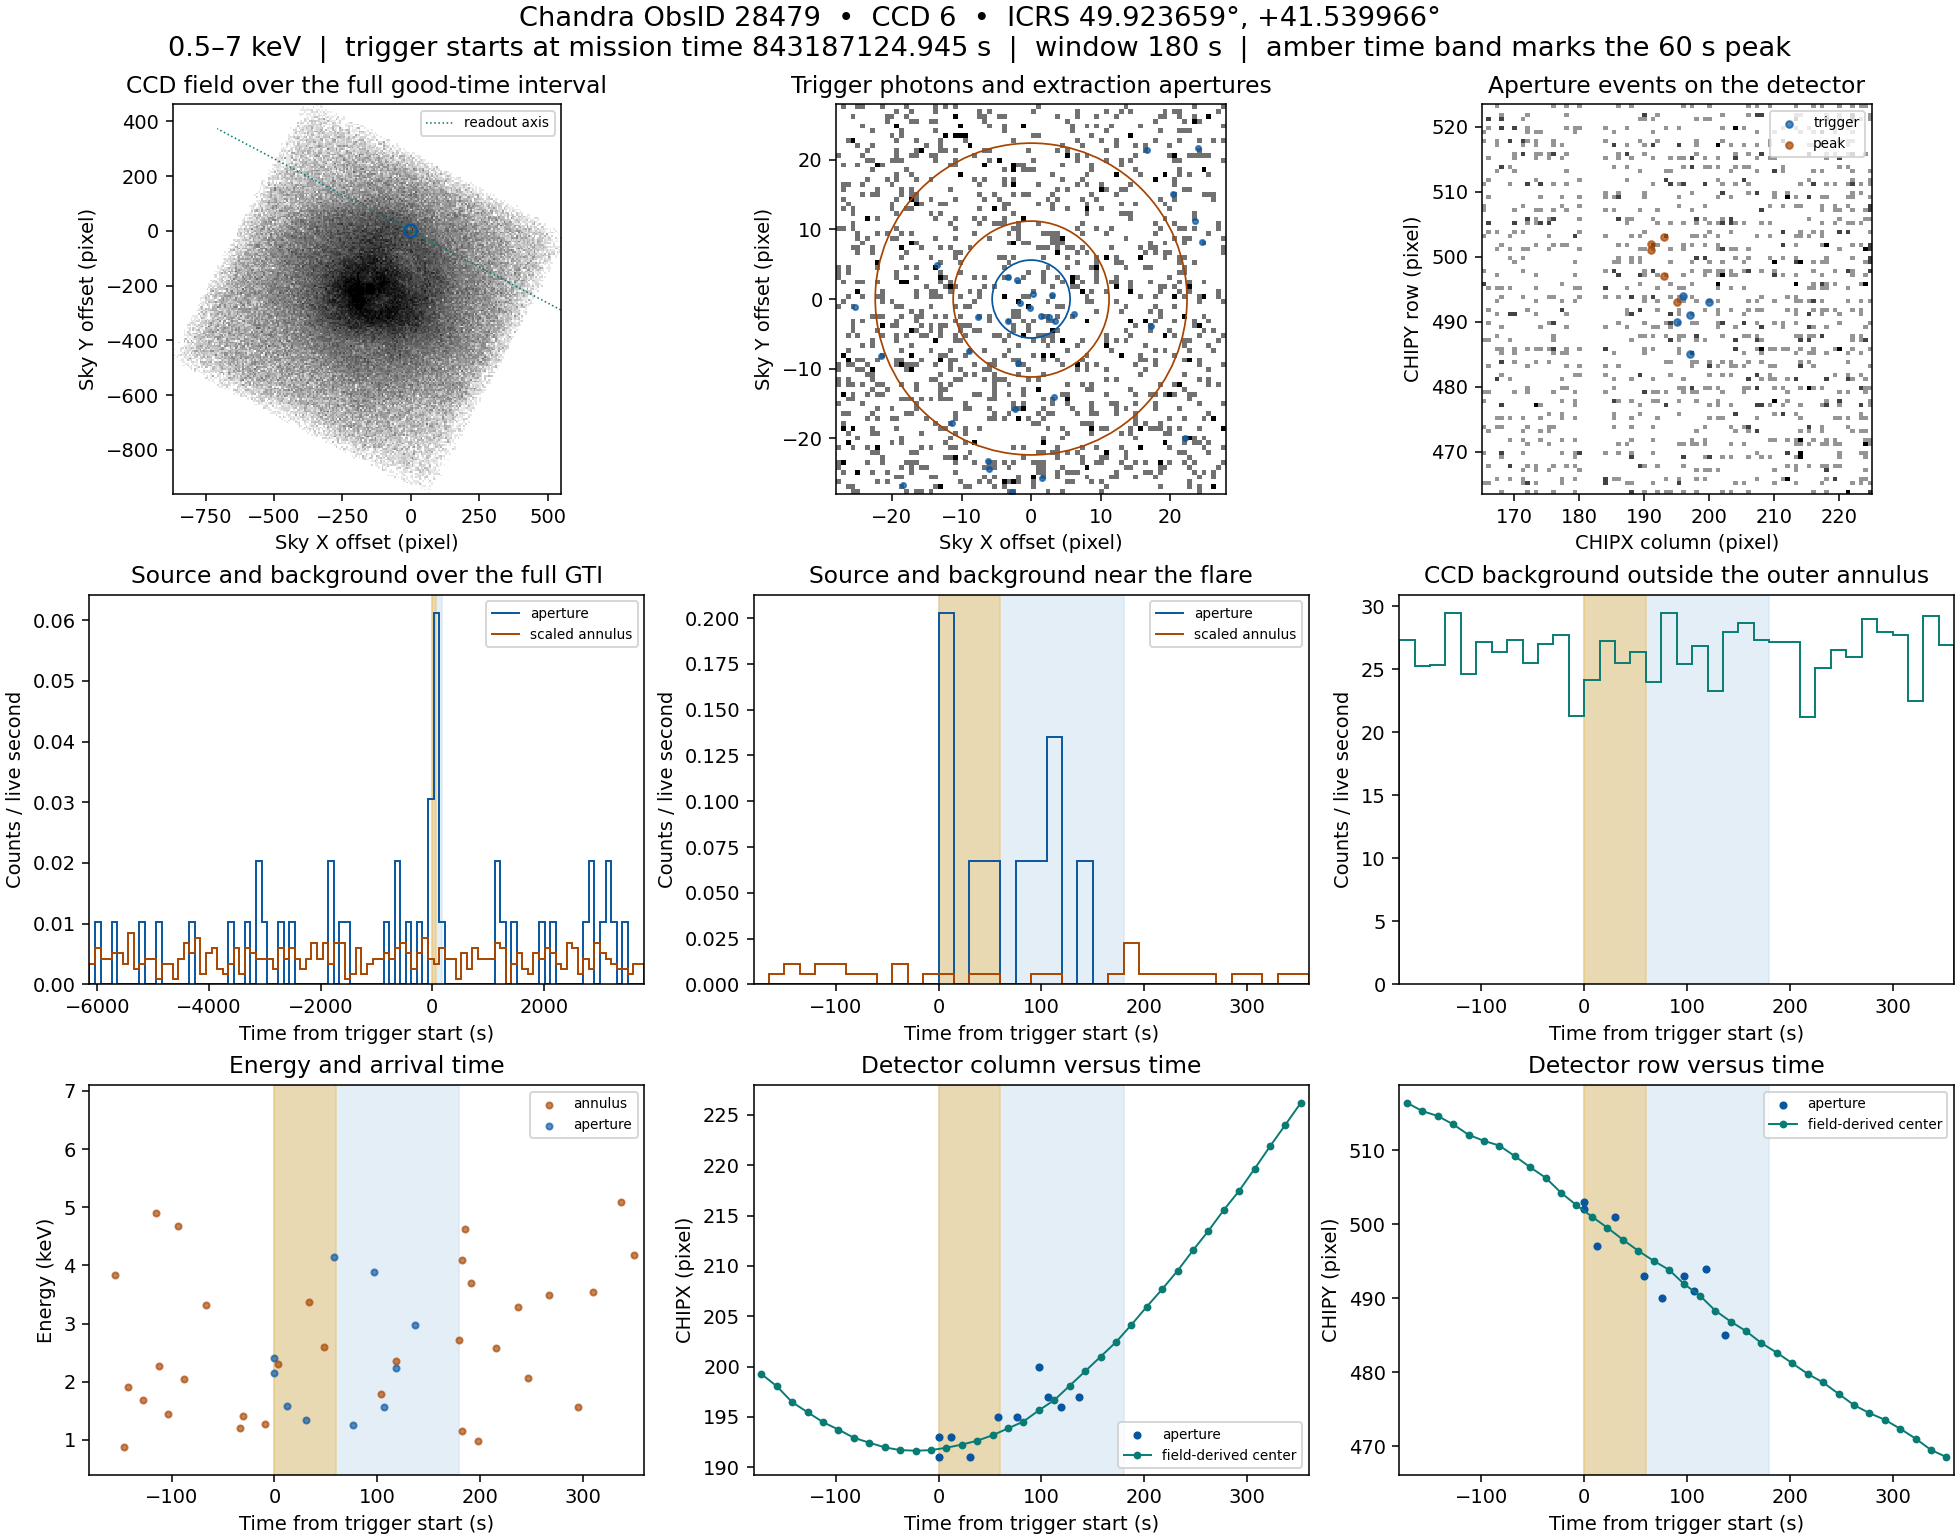 Chandra ObsID 28479 • CCD 6 • ICRS 49.923659°, +41.539966°
0.5–7 keV | trigger starts at mission time 843187124.945 s | window 180 s | amber time band marks the 60 s peak
CCD field over the full good-time interval
readout axis
400
200
0
−200
−400
−600
−800
−750 −500 −250 0 250 500
Sky X offset (pixel)
Sky Y offset (pixel)
Trigger photons and extraction apertures
20
10
0
−10
−20
−20 −10 0 10 20
Sky X offset (pixel)
Sky Y offset (pixel)
Aperture events on the detector
trigger
peak
520
510
500
490
480
470
170 180 190 200 210 220
CHIPX column (pixel)
CHIPY row (pixel)
Source and background over the full GTI
aperture
scaled annulus
0.06
0.05
0.04
0.03
0.02
0.01
0.00
−6000 −4000 −2000 0 2000
Time from trigger start (s)
Counts / live second
Source and background near the flare
aperture
scaled annulus
0.200
0.175
0.150
0.125
0.100
0.075
0.050
0.025
0.000
−100 0 100 200 300
Time from trigger start (s)
Counts / live second
CCD background outside the outer annulus
30
25
20
15
10
5
0
−100 0 100 200 300
Time from trigger start (s)
Counts / live second
Energy and arrival time
annulus
aperture
7
6
5
4
3
2
1
−100 0 100 200 300
Time from trigger start (s)
Energy (keV)
Detector column versus time
aperture
field-derived center
225
220
215
210
205
200
195
190
−100 0 100 200 300
Time from trigger start (s)
CHIPX (pixel)
Detector row versus time
aperture
field-derived center
510
500
490
480
470
−100 0 100 200 300
Time from trigger start (s)
CHIPY (pixel)